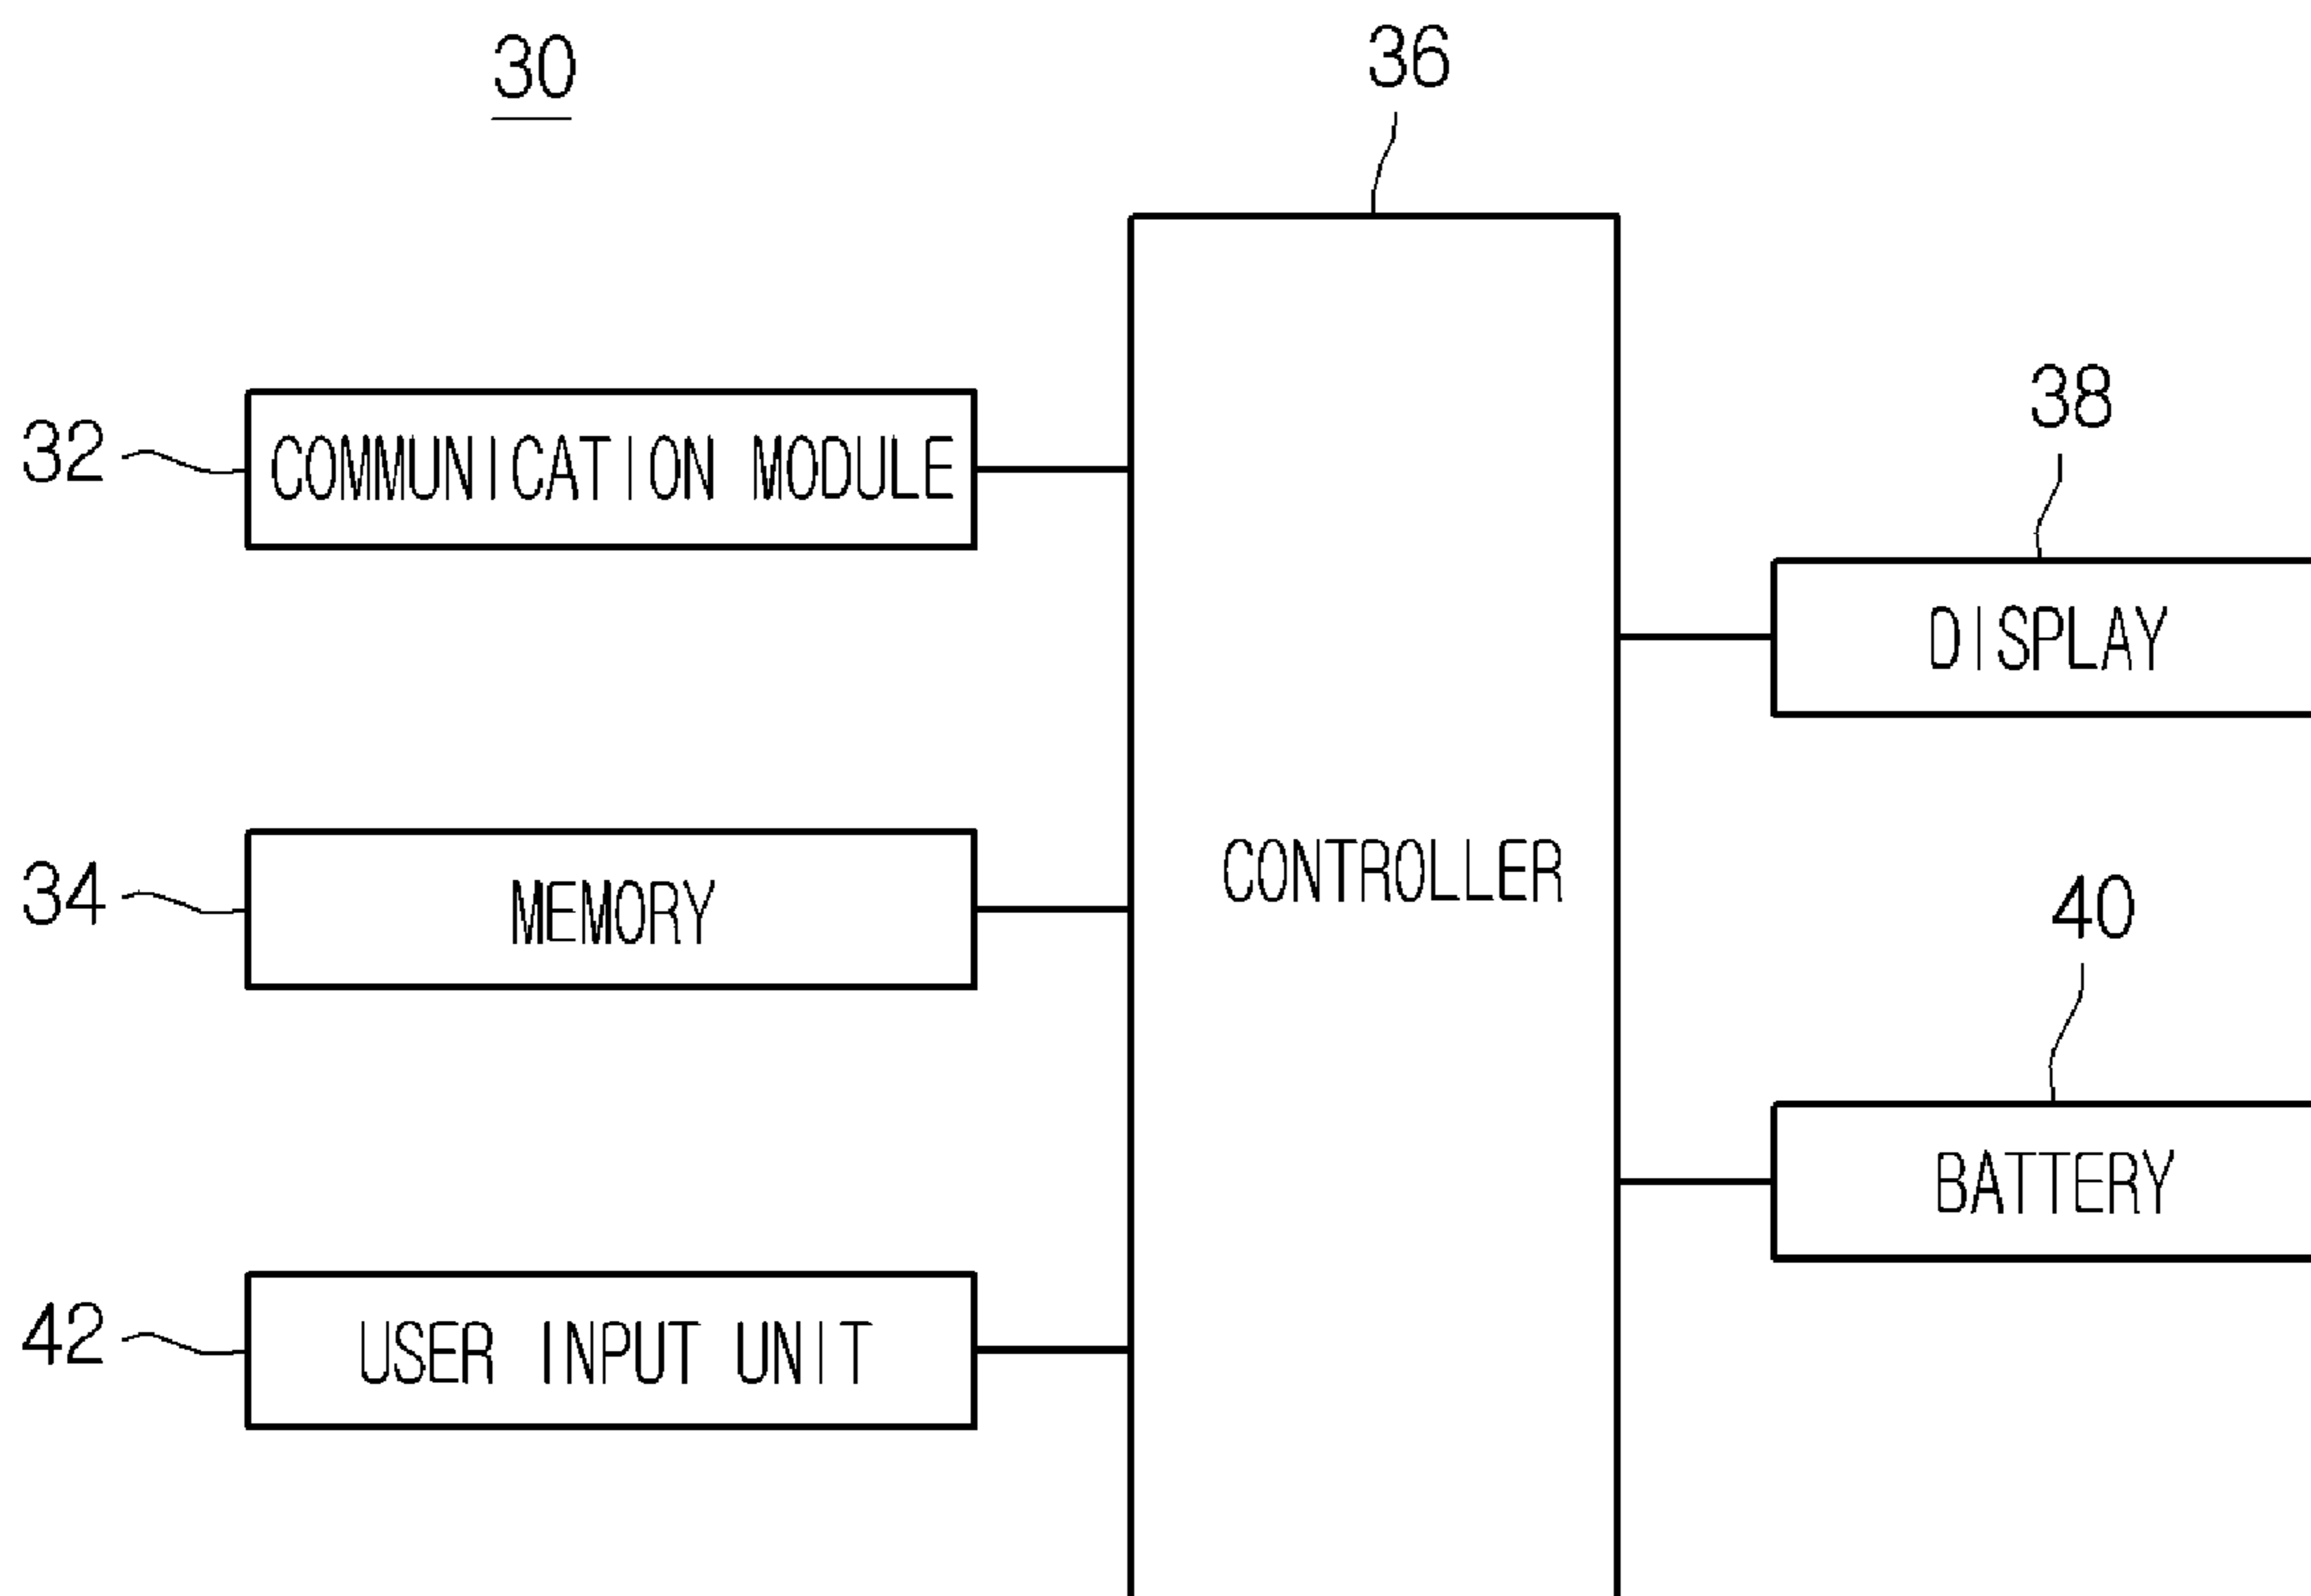 30
36
32
COMMUNICATION MODULE
38
DISPLAY
34
MEMORY
CONTROLLER
40
BATTERY
42
USER INPUT UNIT